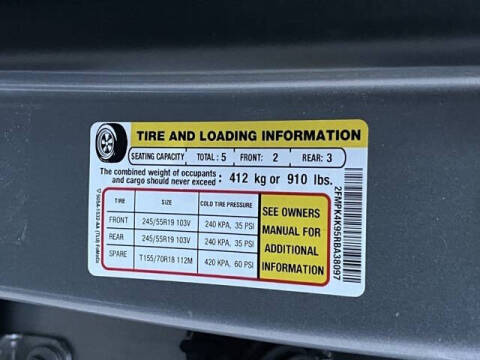 TIRE AND LOADING INFORMATION
SEATING CAPACITY TOTAL: 5 FRONT: 2 REAR: 3
The combined weight of occupants
and cargo should never exceed : 412 kg or 910 lbs.
TIRE SIZE COLD TIRE PRESSURE
FRONT 245/55R19 103V 240 KPA, 35 PSI
REAR 245/55R19 103V 240 KPA, 35 PSI
SPARE T155/70R18 112M 420 KPA, 60 PSI
SEE OWNERS
MANUAL FOR
ADDITIONAL
INFORMATION
2FMPK4K95RBA38097